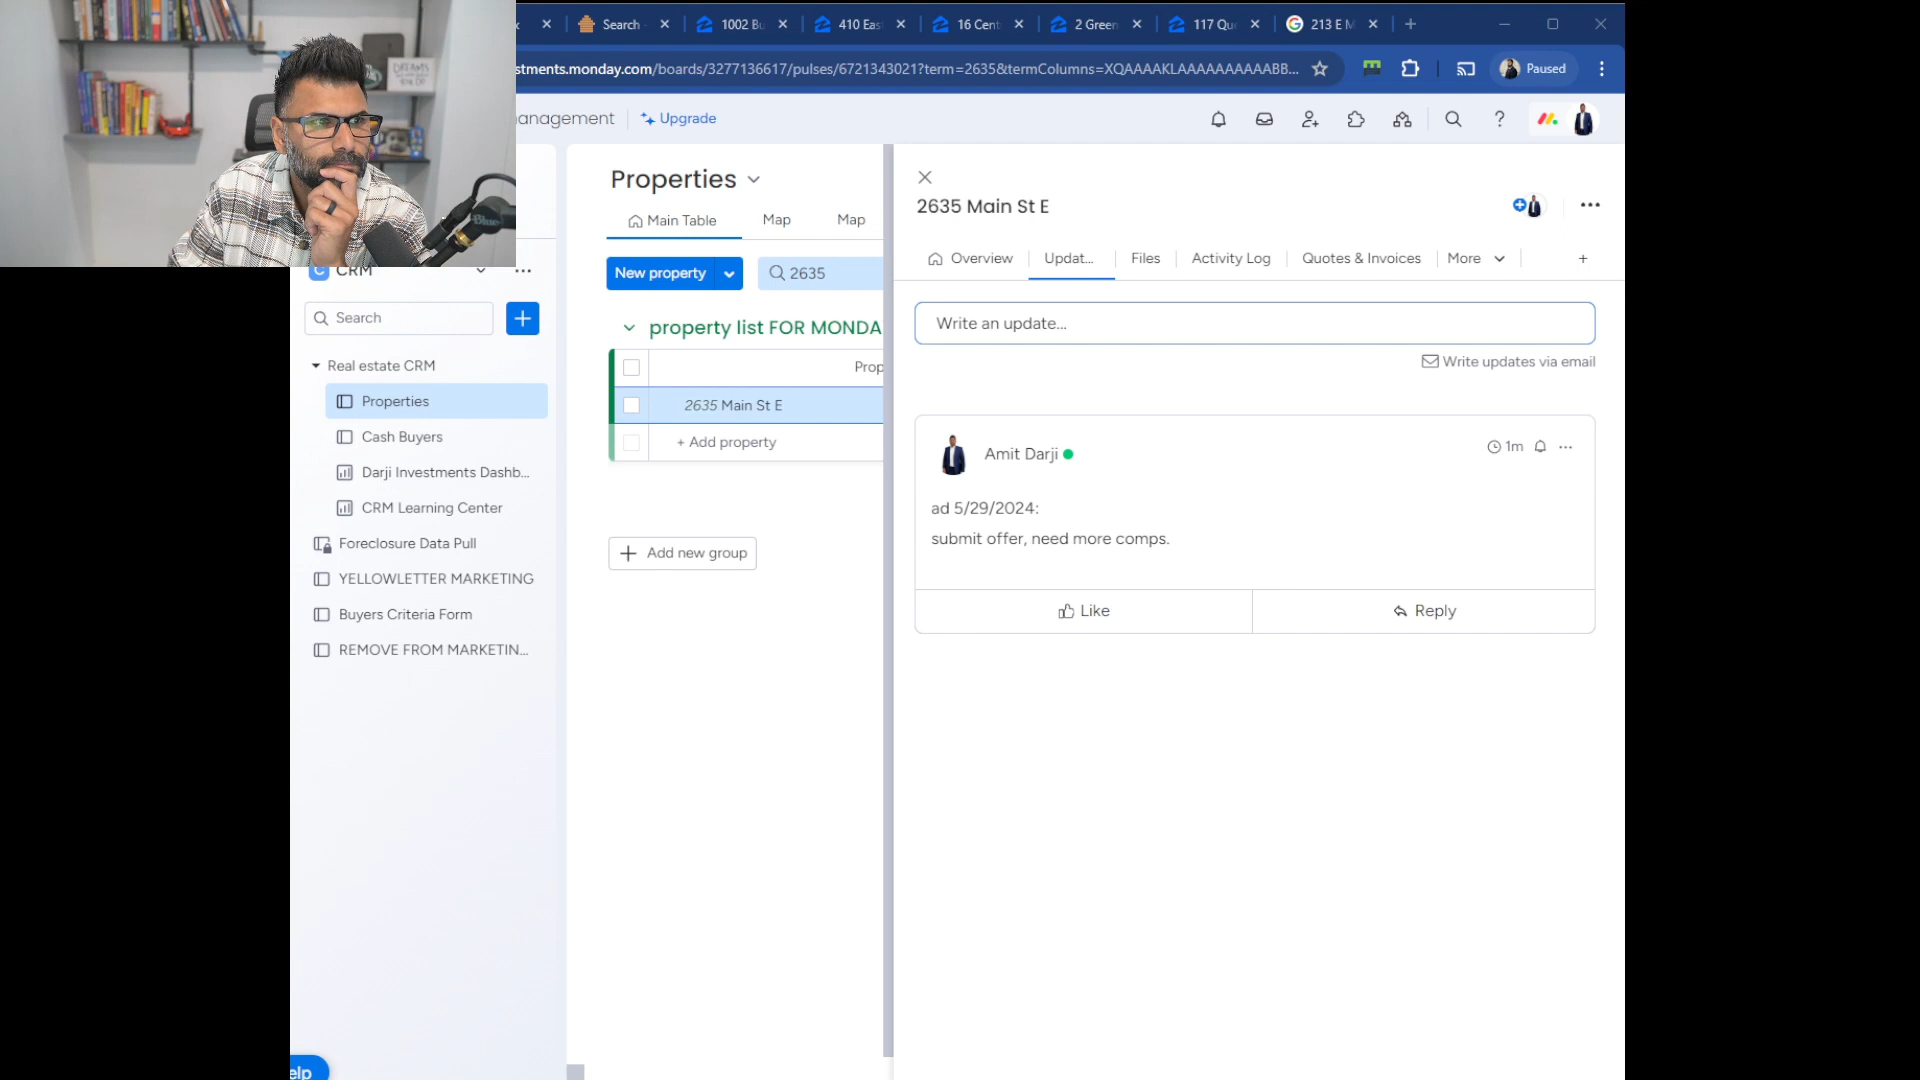 Search
1002 Bu
410 Eas
16 Cent
2 Green
117 Que
213 E M
stments.monday.com/boards/3277136617/pulses/6721343021?term=2635&termColumns=XQAAAAKLAAAAAAAAAABB...
Paused
anagement
Upgrade
DREAMS
Blue
CRM
Search
Real estate CRM
Properties
Cash Buyers
Darji Investments Dashb...
CRM Learning Center
Foreclosure Data Pull
YELLOWLETTER MARKETING
Buyers Criteria Form
REMOVE FROM MARKETIN...
elp
Properties
Main Table
Map
Map
New property
2635
property list FOR MONDA
Prop
2635 Main St E
+ Add property
Add new group
2635 Main St E
Overview
Updat...
Files
Activity Log
Quotes & Invoices
More
Write an update...
Write updates via email
Amit Darji
1m
ad 5/29/2024:
submit offer, need more comps.
Like
Reply